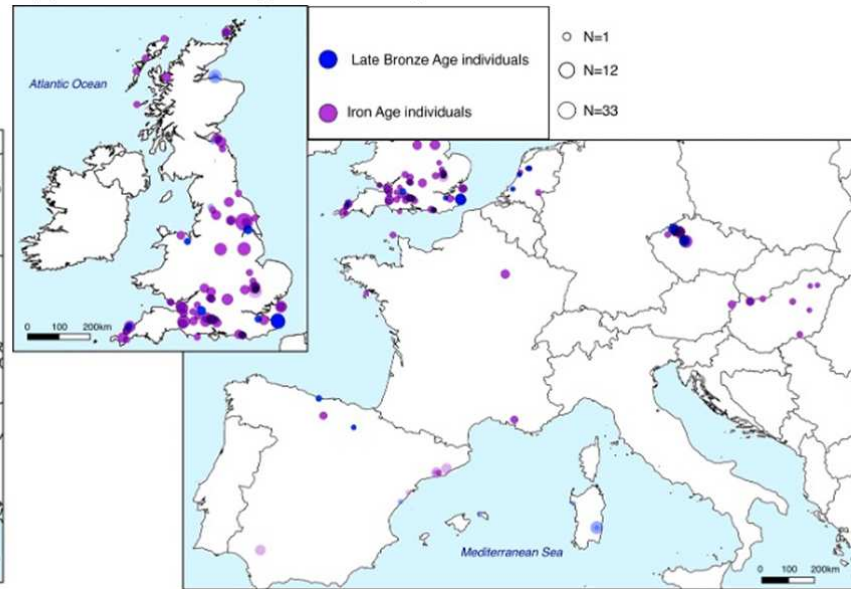 Atlantic Ocean
0 100 200km
Late Bronze Age individuals
Iron Age individuals
N=1
N=12
N=33
Mediterranean Sea
0 100 200km